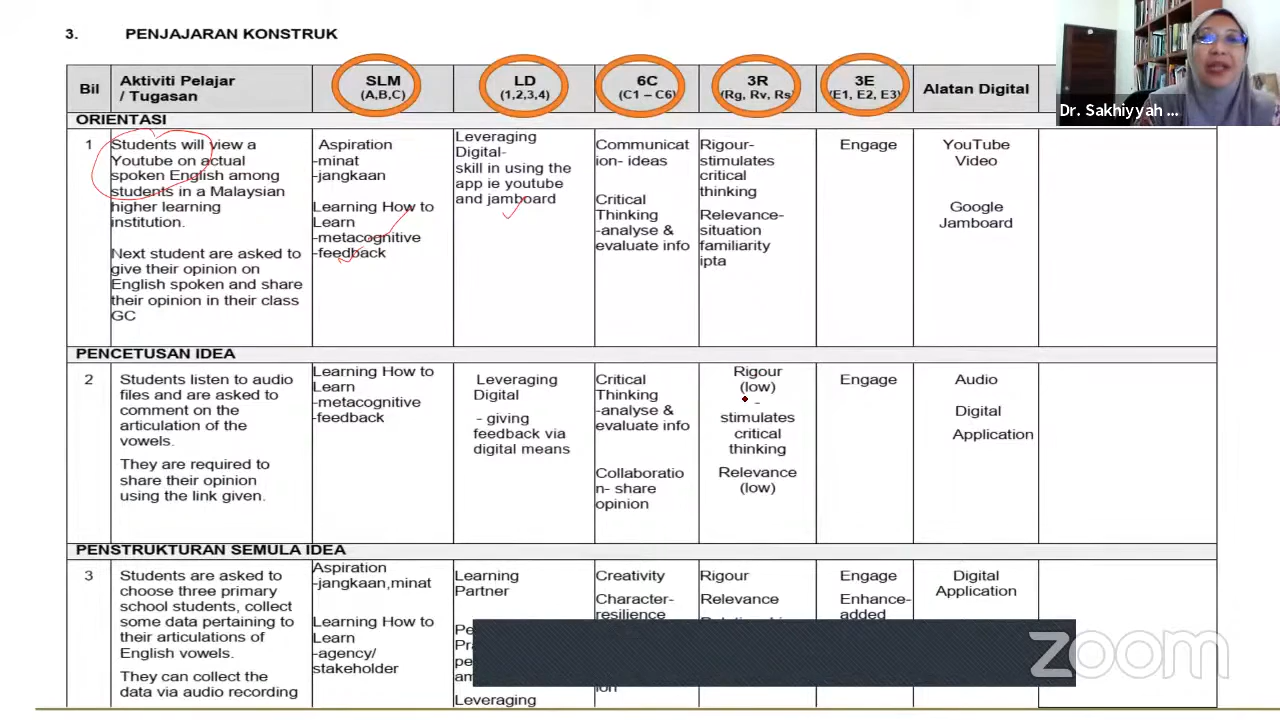 3. PENJAJARAN KONSTRUK
Dr. Sakhiyyah ...
Bil
Aktiviti Pelajar
/ Tugasan
SLM
(A,B,C)
LD
(1,2,3,4)
6C
(C1 – C6)
3R
(Rg, Rv, Rs)
3E
(E1, E2, E3)
Alatan Digital
ORIENTASI
1
Students will view a
Youtube on actual
spoken English among
students in a Malaysian
higher learning
institution.
Next student are asked to
give their opinion on
English spoken and share
their opinion in their class
GC
Aspiration
-minat
-jangkaan
Learning How to
Learn
-metacognitive
-feedback
Leveraging
Digital-
skill in using the
app ie youtube
and jamboard
Communicat
ion- ideas
Critical
Thinking
-analyse &
evaluate info
Rigour-
stimulates
critical
thinking
Relevance-
situation
familiarity
ipta
Engage
YouTube
Video
Google
Jamboard
PENCETUSAN IDEA
2
Students listen to audio
files and are asked to
comment on the
articulation of the
vowels.
They are required to
share their opinion
using the link given.
Learning How to
Learn
-metacognitive
-feedback
Leveraging
Digital
- giving
feedback via
digital means
Critical
Thinking
-analyse &
evaluate info
Collaboratio
n- share
opinion
Rigour
(low)
-
stimulates
critical
thinking
Relevance
(low)
Engage
Audio
Digital
Application
PENSTRUKTURAN SEMULA IDEA
3
Students are asked to
choose three primary
school students, collect
some data pertaining to
their articulations of
English vowels.
They can collect the
data via audio recording
Aspiration
-jangkaan,minat
Learning How to
Learn
-agency/
stakeholder
Learning
Partner
Leveraging
Creativity
Character-
resilience
Rigour
Relevance
Engage
Enhance-
added
Digital
Application
zoom